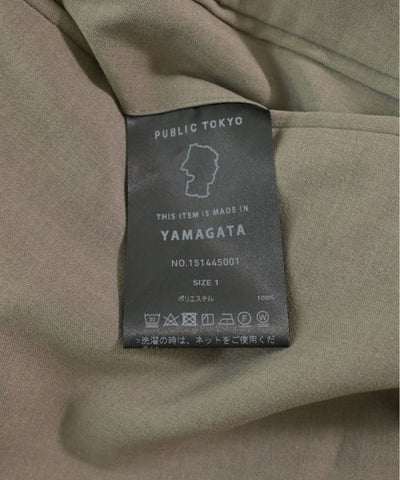 PUBLIC TOKYO
THIS ITEM IS MADE IN
YAMAGATA
NO.151445001
SIZE 1
ポリエステル 100%
>洗濯の時は、ネットをご使用くだ